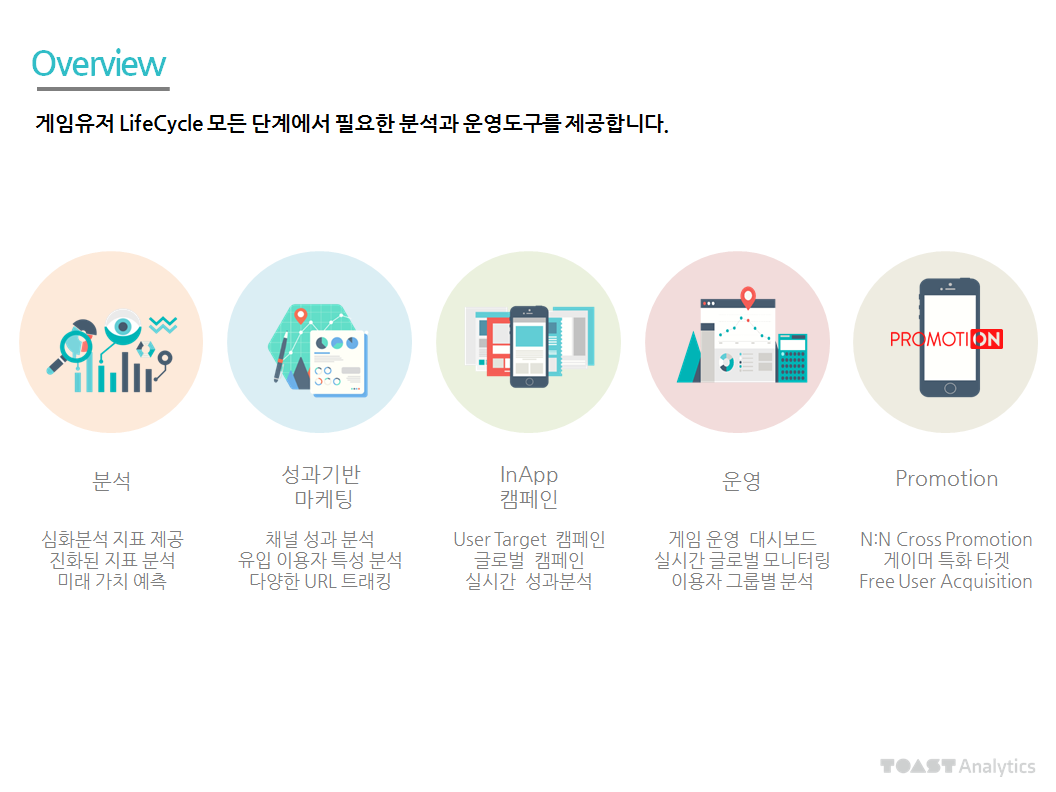 Overview
게임유저 LifeCycle 모든 단계에서 필요한 분석과 운영도구를 제공합니다.
PROMOTION
분석
심화분석 지표 제공
진화된 지표 분석
미래 가치 예측
성과기반
마케팅
채널 성과 분석
유입 이용자 특성 분석
다양한 URL 트래킹
InApp
캠페인
User Target 캠페인
글로벌 캠페인
실시간 성과분석
운영
게임 운영 대시보드
실시간 글로벌 모니터링
이용자 그룹별 분석
Promotion
N:N Cross Promotion
게이머 특화 타겟
Free User Acquisition
TOAST Analytics